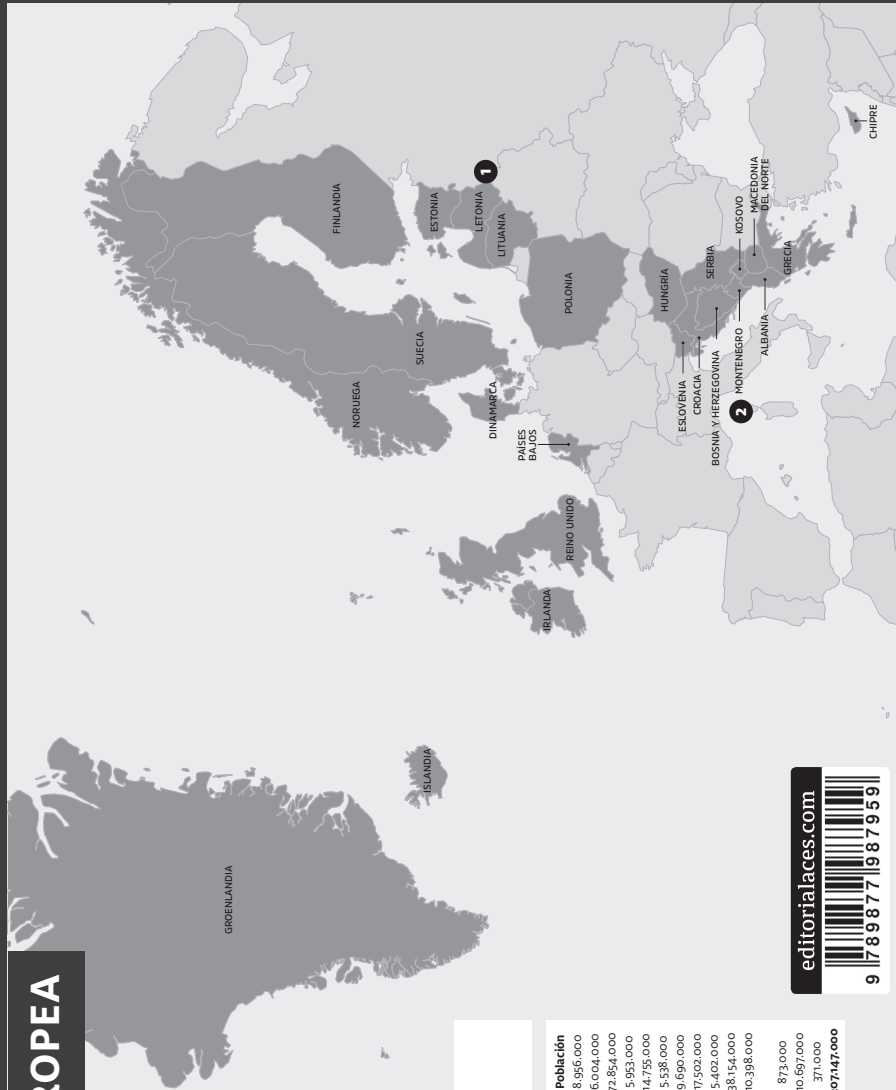 ROPEA
GROENLANDIA
ISLANDIA
FINLANDIA
NORUEGA
SUECIA
ESTONIA
LETONIA
1
LITUANIA
DINAMARCA
PAÍSES
BAJOS
IRLANDA
REINO UNIDO
POLONIA
HUNGRÍA
ESLOVENIA
CROACIA
SERBIA
BOSNIA Y HERZEGOVINA
2
MONTENEGRO
KOSOVO
MACEDONIA
DEL NORTE
ALBANIA
GRECIA
CHIPRE
Población
8.956.000
6.004.000
72.854.000
5.953.000
14.755.000
5.538.000
9.690.000
17.502.000
5.402.000
38.154.000
10.398.000
873.000
0.697.000
371.000
07.147.000
editorialaces.com
9 789877 987959